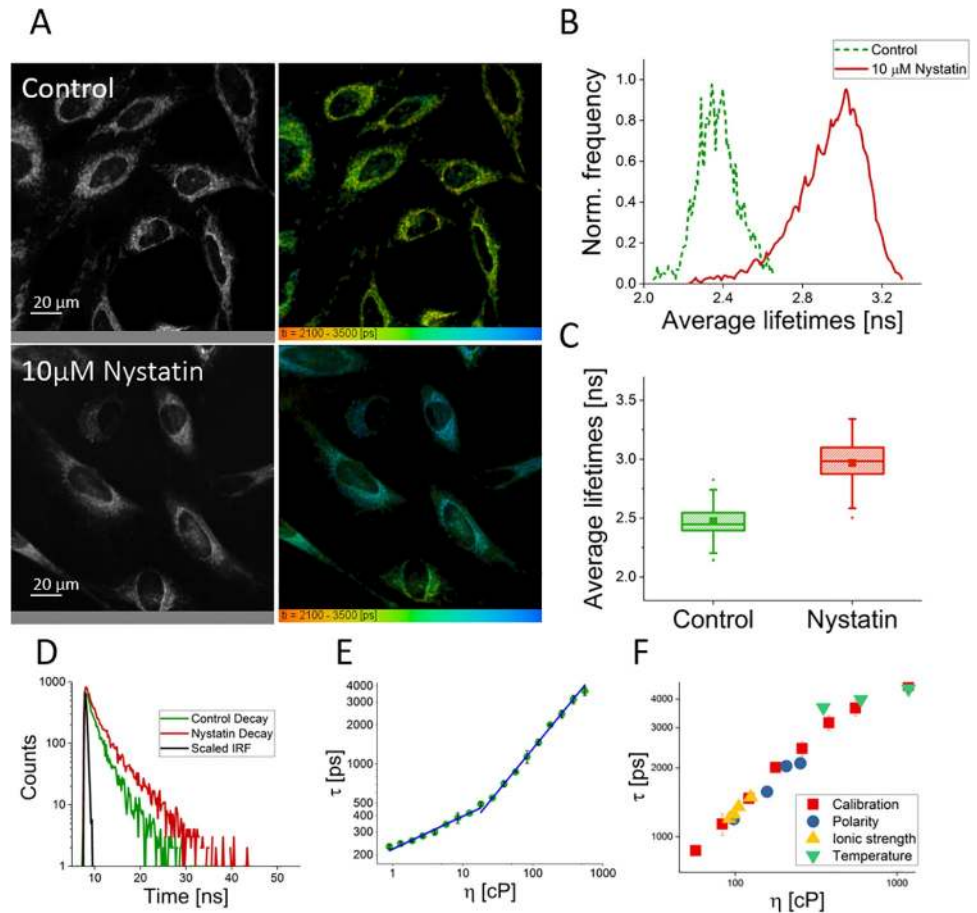 A
Control
20 μm
tr = 2100 - 3500 [ps]
10μM Nystatin
20 μm
tr = 2100 - 3500 [ps]
B
Control
10 μM Nystatin
Norm. frequency
1.0
0.8
0.6
0.4
0.2
0.0
2.0
2.4
2.8
3.2
Average lifetimes [ns]
C
Average lifetimes [ns]
3.5
3.0
2.5
2.0
Control
Nystatin
D
Counts
1000
100
10
1
Control Decay
Nystatin Decay
Scaled IRF
10
20
30
40
50
Time [ns]
E
τ [ps]
4000
3000
1000
500
400
300
200
1
10
100
1000
η [cP]
F
τ [ps]
4000
3000
2000
1000
Calibration
Polarity
Ionic strength
Temperature
100
1000
η [cP]